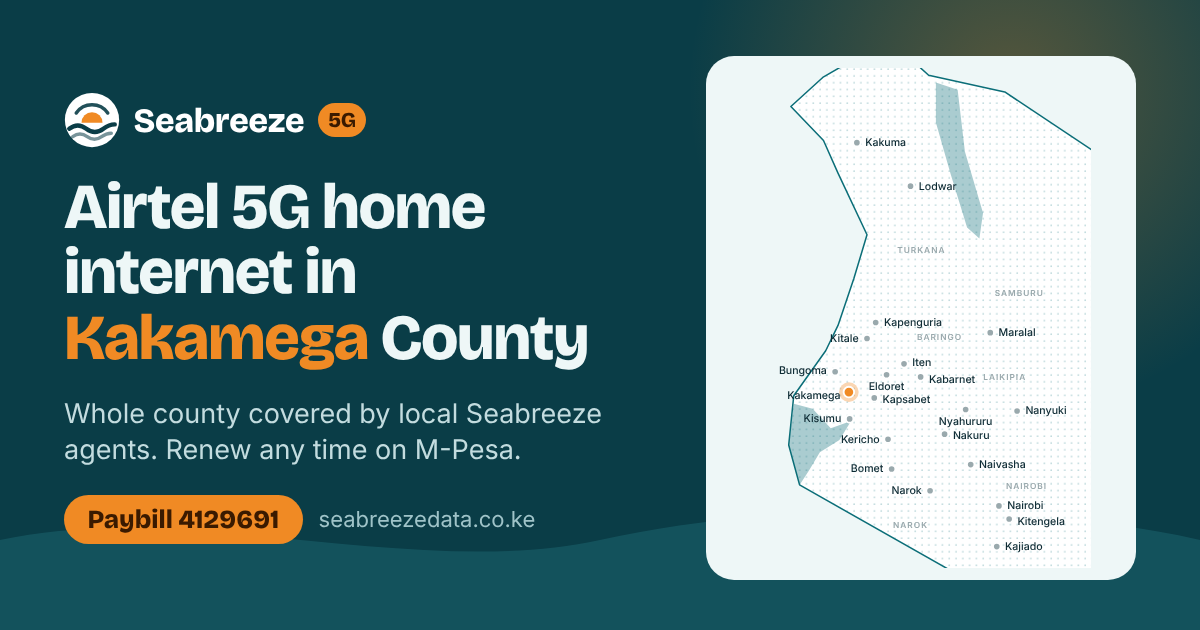 Seabreeze 5G
Airtel 5G home
internet in
Kakamega County
Whole county covered by local Seabreeze
agents. Renew any time on M-Pesa.
Paybill 4129691
seabreezedata.co.ke
Kakuma
Lodwar
TURKANA
SAMBURU
Kapenguria
Maralal
Kitale
BARINGO
Iten
Bungoma
Kabarnet
LAIKIPIA
Eldoret
Kakamega
Kapsabet
Nanyuki
Kisumu
Nyahururu
Nakuru
Kericho
Naivasha
Bomet
NAIROBI
Narok
Nairobi
Kitengela
NAROK
Kajiado